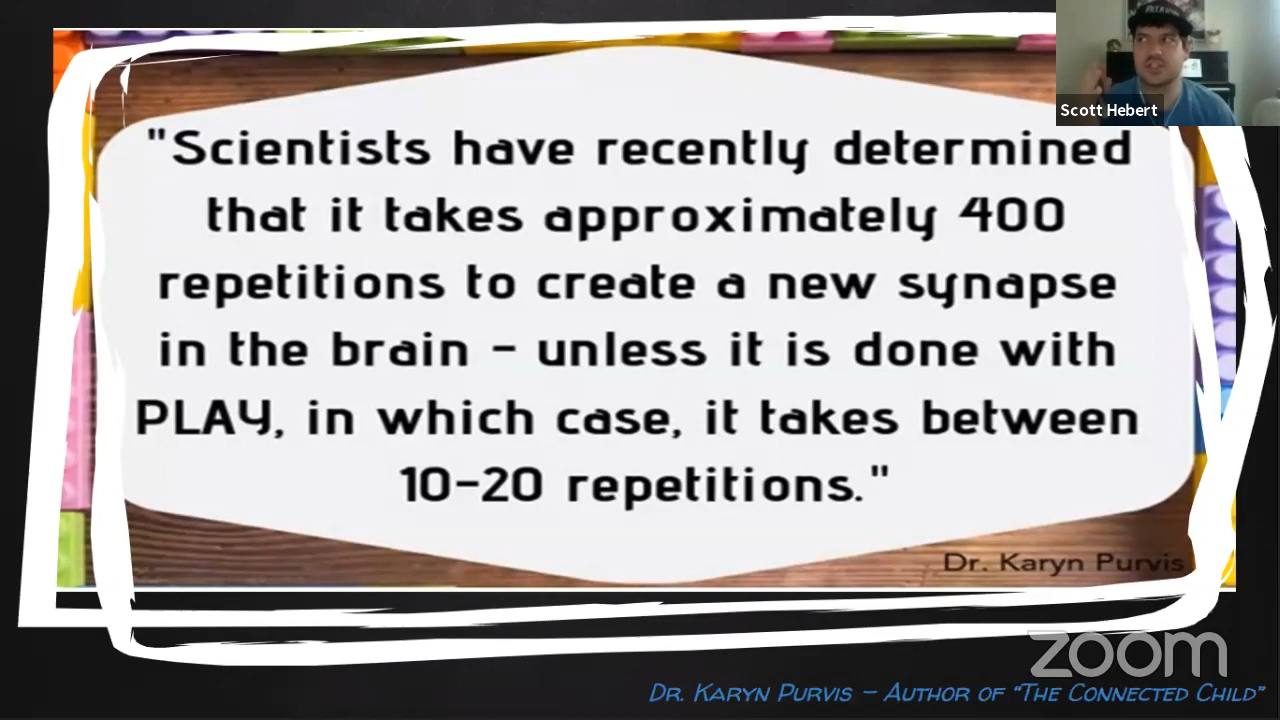 Scott Hebert
"Scientists have recently determined
that it takes approximately 400
repetitions to create a new synapse
in the brain - unless it is done with
PLAY, in which case, it takes between
10-20 repetitions."
Dr. Karyn Purvis
zoom
Dr. Karyn Purvis – Author of “The Connected Child”